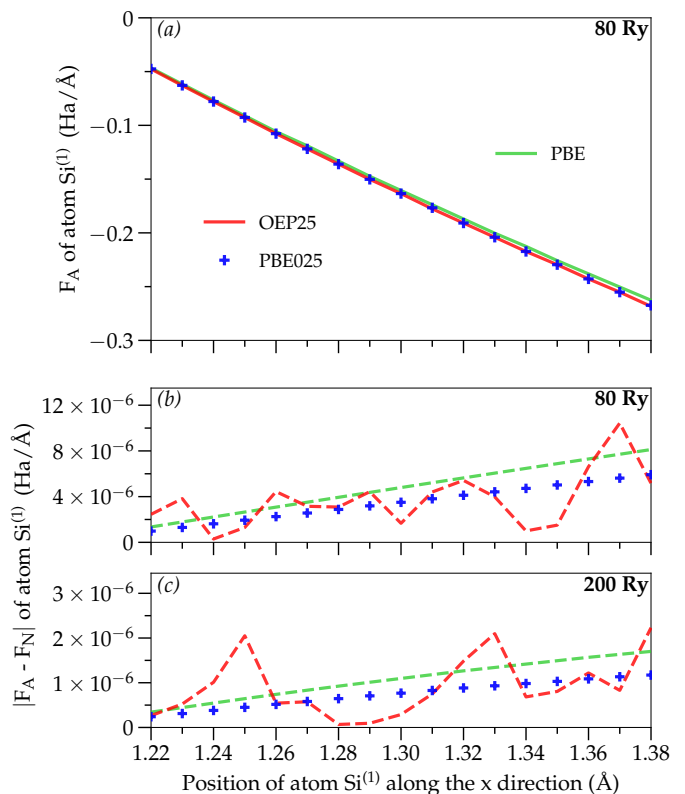 (a)
80 Ry
0
−0.1
−0.2
−0.3
F_A of atom Si^(1) (Ha/Å)
PBE
OEP25
PBE025
(b)
80 Ry
12 × 10^−6
8 × 10^−6
4 × 10^−6
0
|F_A - F_N| of atom Si^(1) (Ha/Å)
(c)
200 Ry
3 × 10^−6
2 × 10^−6
1 × 10^−6
0
1.22 1.24 1.26 1.28 1.30 1.32 1.34 1.36 1.38
Position of atom Si^(1) along the x direction (Å)